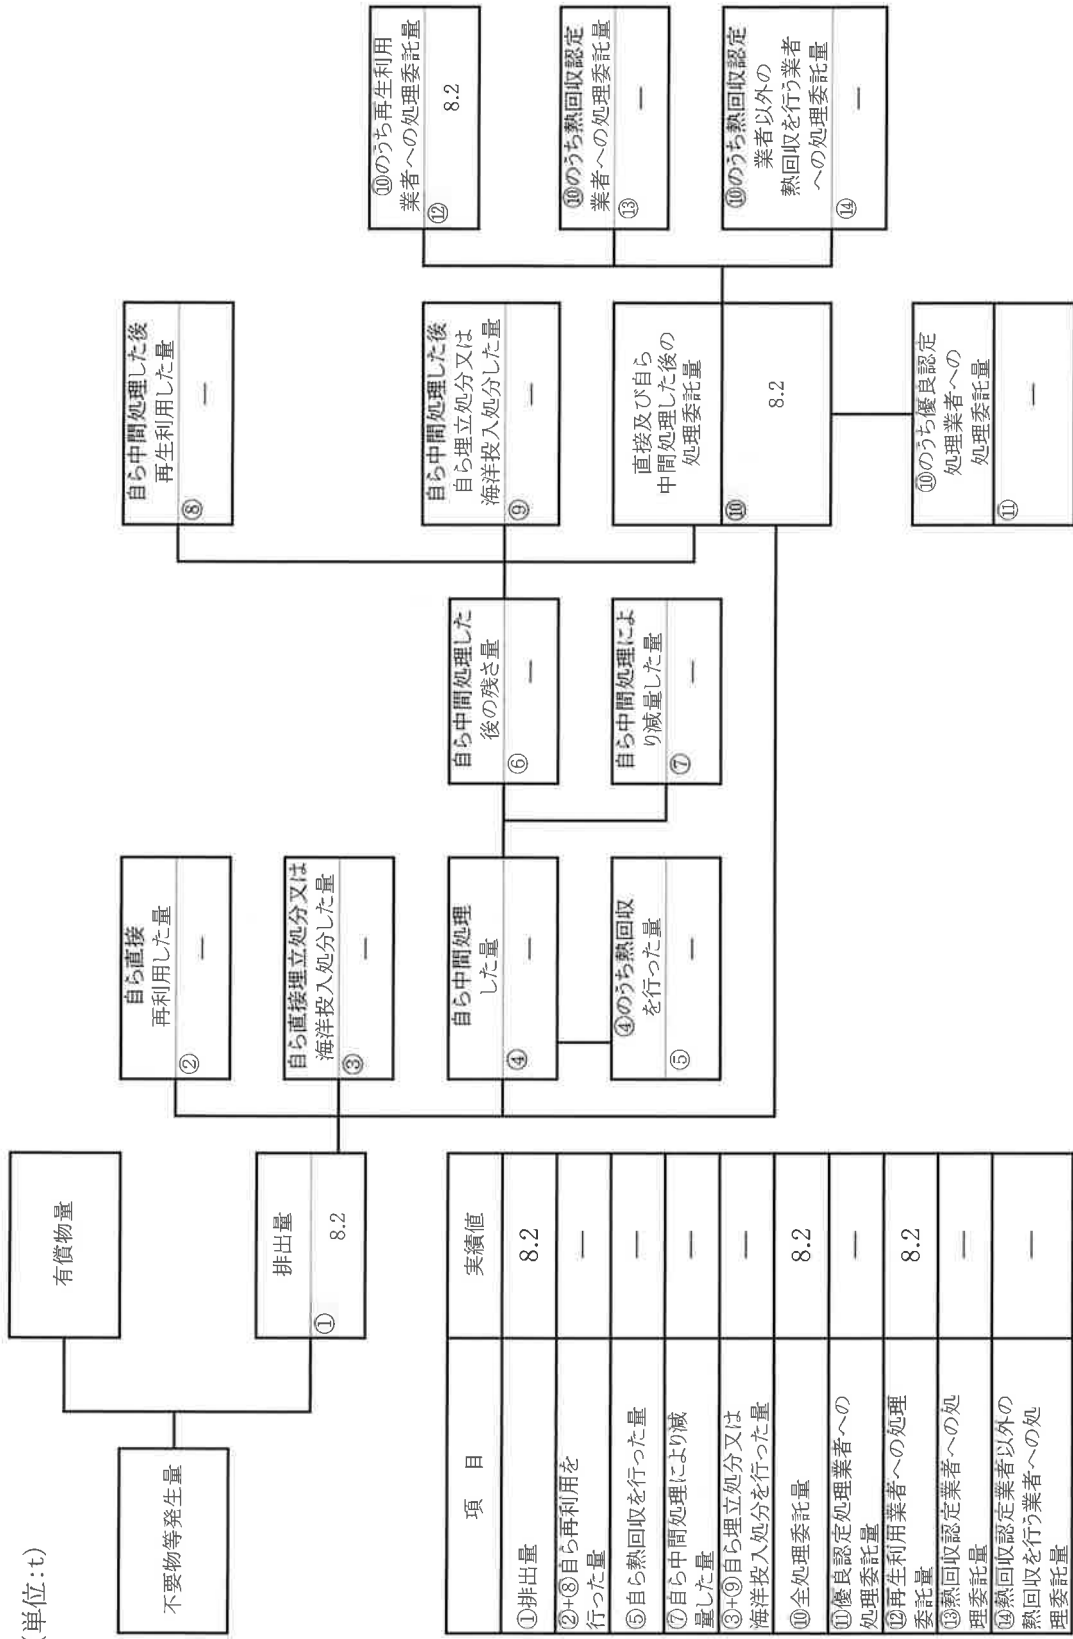 (単位:t)
不要物等発生量
有償物量
排出量
①
8.2
自ら直接
再利用した量
②
—
自ら直接埋立処分又は
海洋投入処分した量
③
—
自ら中間処理
した量
④
—
④のうち熱回収
を行った量
⑤
—
自ら中間処理した
後の残さ量
⑥
—
自ら中間処理によ
り減量した量
⑦
—
自ら中間処理した後
再生利用した量
⑧
—
自ら中間処理した後
自ら埋立処分又は
海洋投入処分した量
⑨
—
直接及び自ら
中間処理した後の
処理委託量
⑩
8.2
⑩のうち優良認定
処理業者への
処理委託量
⑪
—
⑩のうち再生利用
業者への処理委託量
⑫
8.2
⑩のうち熱回収認定
業者への処理委託量
⑬
—
⑩のうち熱回収認定
業者以外の
熱回収を行う業者
への処理委託量
⑭
—
項 目 実績値
①排出量 8.2
②+⑧自ら再利用を
行った量 —
⑤自ら熱回収を行った量 —
⑦自ら中間処理により減
量した量 —
③+⑨自ら埋立処分又は
海洋投入処分を行った量 —
⑩全処理委託量 8.2
⑪優良認定処理業者への
処理委託量 —
⑫再生利用業者への処理
委託量 8.2
⑬熱回収認定業者への処
理委託量 —
⑭熱回収認定業者以外の
熱回収を行う業者への処
理委託量 —